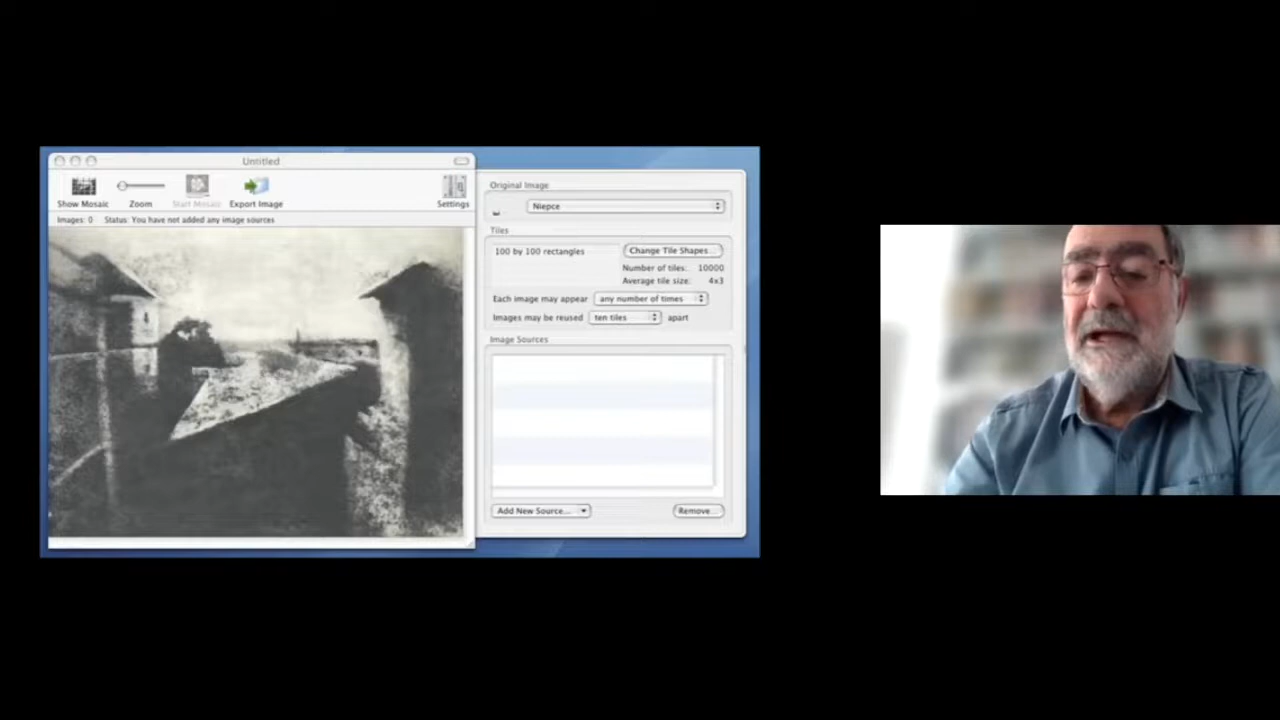 Untitled
Show Mosaic
Zoom
Start Mosaic
Export Image
Settings
Images: 0 Status: You have not added any image sources
Original Image
Niepce
Tiles
100 by 100 rectangles
Change Tile Shapes...
Number of tiles: 10000
Average tile size: 4x3
Each image may appear any number of times
Images may be reused ten tiles apart
Image Sources
Add New Source...
Remove...